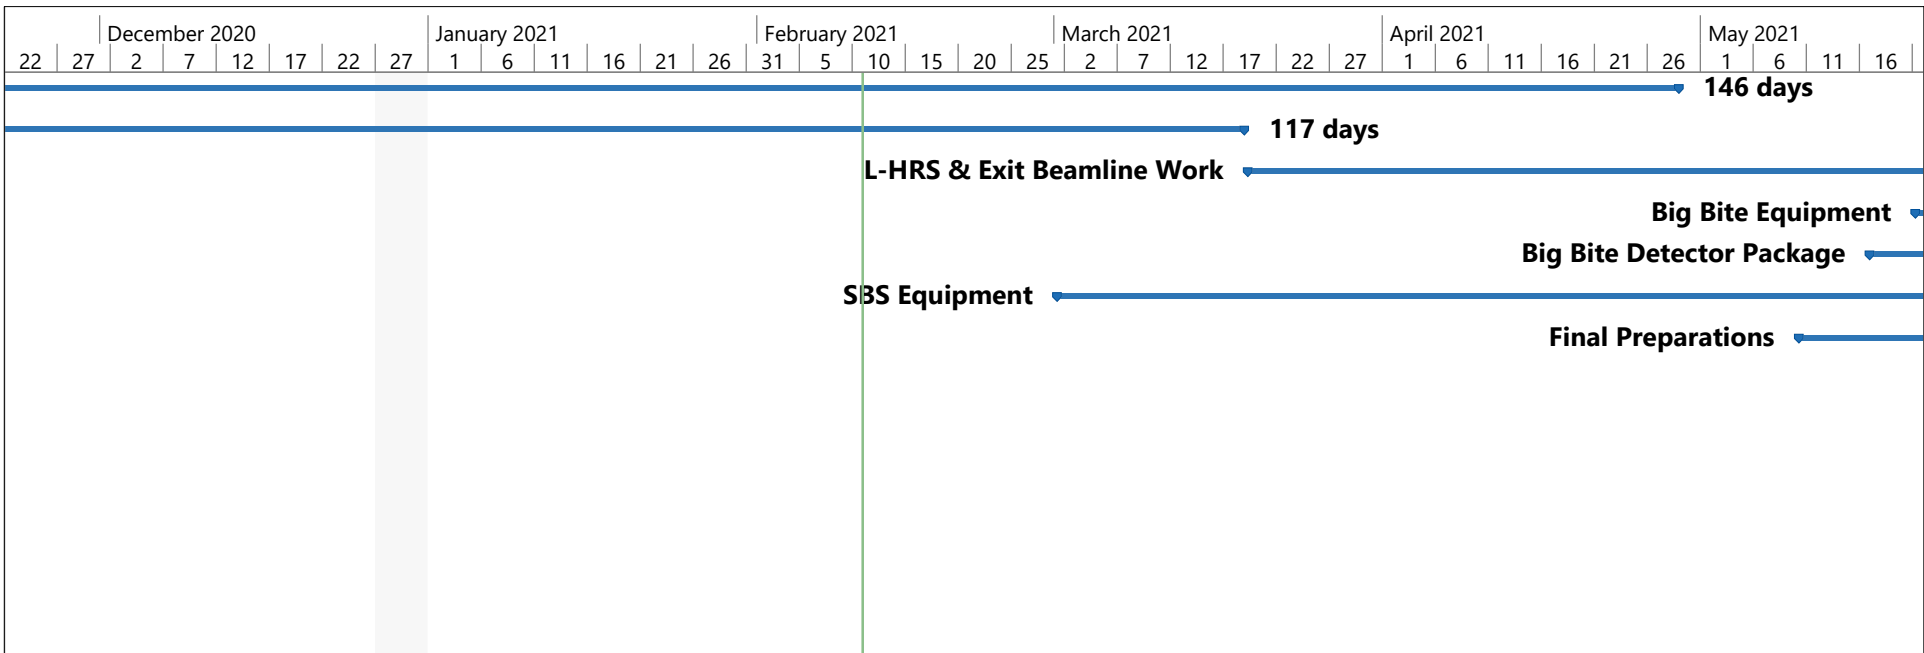 December 2020 January 2021 February 2021 March 2021 April 2021 May 2021
22 27 2 7 12 17 22 27 1 6 11 16 21 26 31 5 10 15 20 25 2 7 12 17 22 27 1 6 11 16 21 26 1 6 11 16
146 days
117 days
L-HRS & Exit Beamline Work
Big Bite Equipment
Big Bite Detector Package
SBS Equipment
Final Preparations